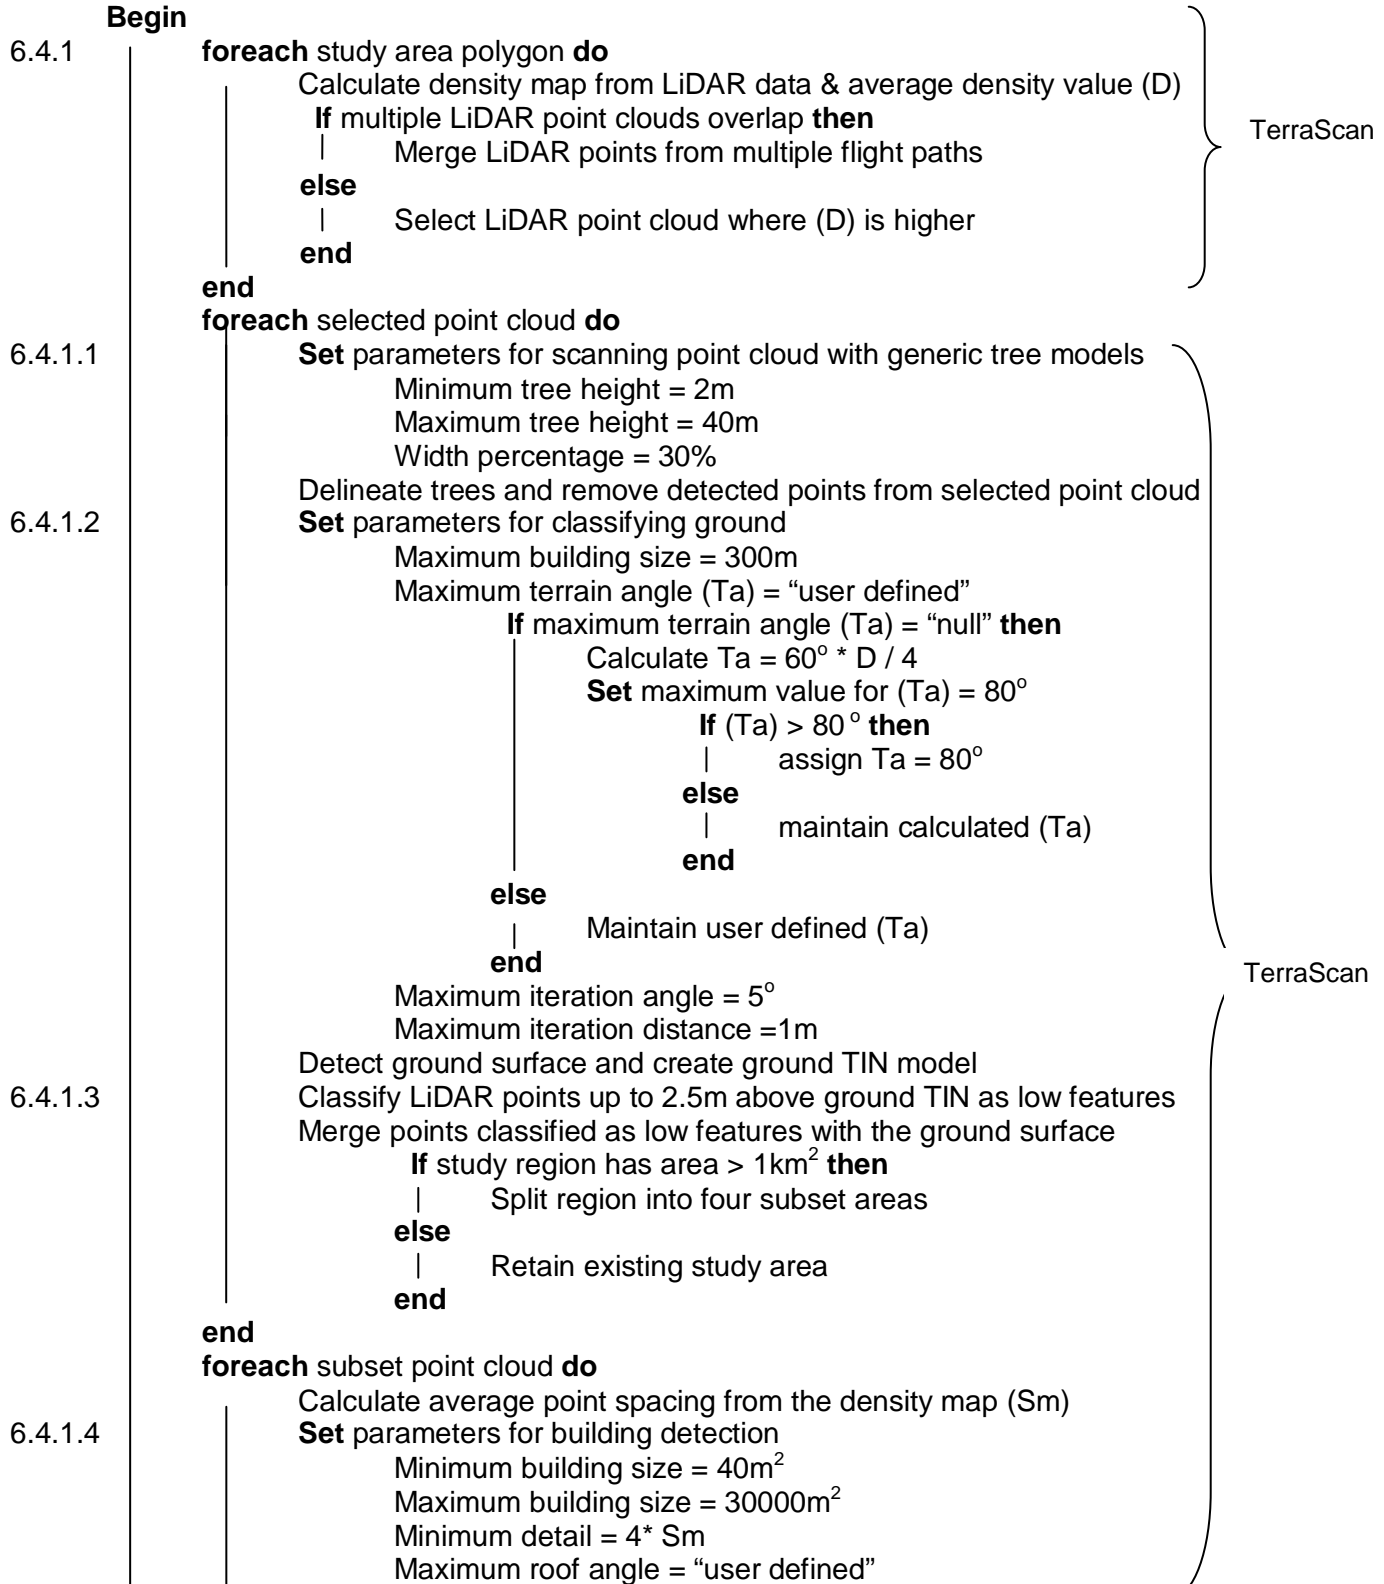 Begin
6.4.1 foreach study area polygon do
Calculate density map from LiDAR data & average density value (D)
If multiple LiDAR point clouds overlap then
TerraScan
Merge LiDAR points from multiple flight paths
else
Select LiDAR point cloud where (D) is higher
end
end
foreach selected point cloud do
6.4.1.1 Set parameters for scanning point cloud with generic tree models
Minimum tree height = 2m
Maximum tree height = 40m
Width percentage = 30%
Delineate trees and remove detected points from selected point cloud
6.4.1.2 Set parameters for classifying ground
Maximum building size = 300m
Maximum terrain angle (Ta) = “user defined”
If maximum terrain angle (Ta) = “null” then
Calculate Ta = 60° * D / 4
Set maximum value for (Ta) = 80°
If (Ta) > 80 ° then
assign Ta = 80°
else
maintain calculated (Ta)
end
else
Maintain user defined (Ta)
end
TerraScan
Maximum iteration angle = 5°
Maximum iteration distance =1m
Detect ground surface and create ground TIN model
6.4.1.3 Classify LiDAR points up to 2.5m above ground TIN as low features
Merge points classified as low features with the ground surface
If study region has area > 1km² then
Split region into four subset areas
else
Retain existing study area
end
end
foreach subset point cloud do
Calculate average point spacing from the density map (Sm)
6.4.1.4 Set parameters for building detection
Minimum building size = 40m²
Maximum building size = 30000m²
Minimum detail = 4* Sm
Maximum roof angle = “user defined”